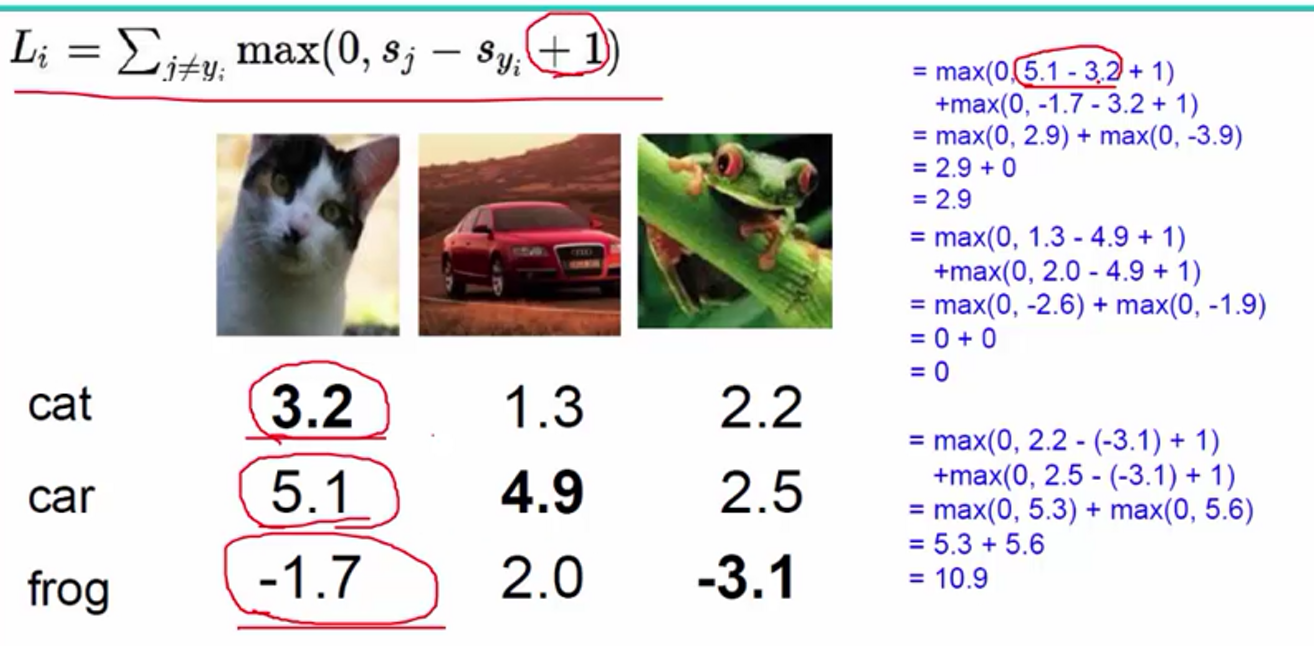 L_i = ∑_{j≠y_i} max(0, s_j − s_{y_i} + 1)
cat 3.2 1.3 2.2
car 5.1 4.9 2.5
frog -1.7 2.0 -3.1
= max(0, 5.1 - 3.2 + 1)
+max(0, -1.7 - 3.2 + 1)
= max(0, 2.9) + max(0, -3.9)
= 2.9 + 0
= 2.9
= max(0, 1.3 - 4.9 + 1)
+max(0, 2.0 - 4.9 + 1)
= max(0, -2.6) + max(0, -1.9)
= 0 + 0
= 0
= max(0, 2.2 - (-3.1) + 1)
+max(0, 2.5 - (-3.1) + 1)
= max(0, 5.3) + max(0, 5.6)
= 5.3 + 5.6
= 10.9